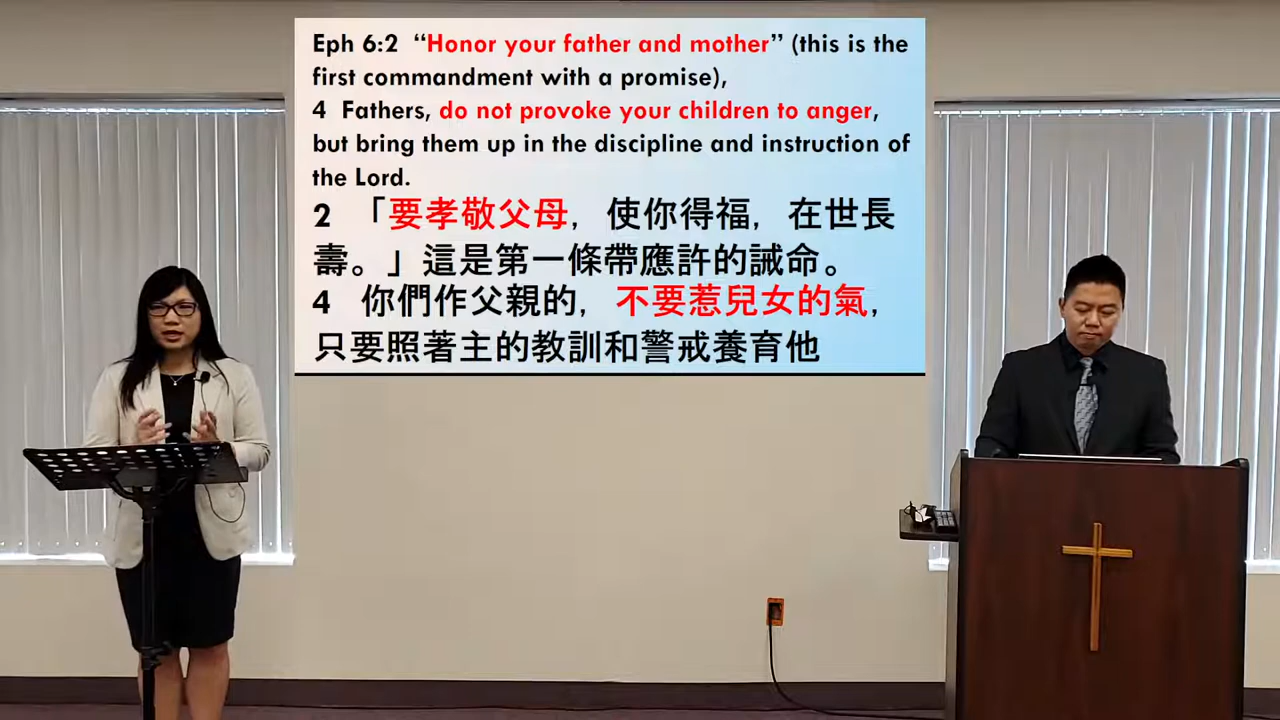 Eph 6:2 “Honor your father and mother” (this is the
first commandment with a promise),
4 Fathers, do not provoke your children to anger,
but bring them up in the discipline and instruction of
the Lord.
2 「要孝敬父母，使你得福，在世長
壽。」這是第一條帶應許的誡命。
4 你們作父親的，不要惹兒女的氣，
只要照著主的教訓和警戒養育他